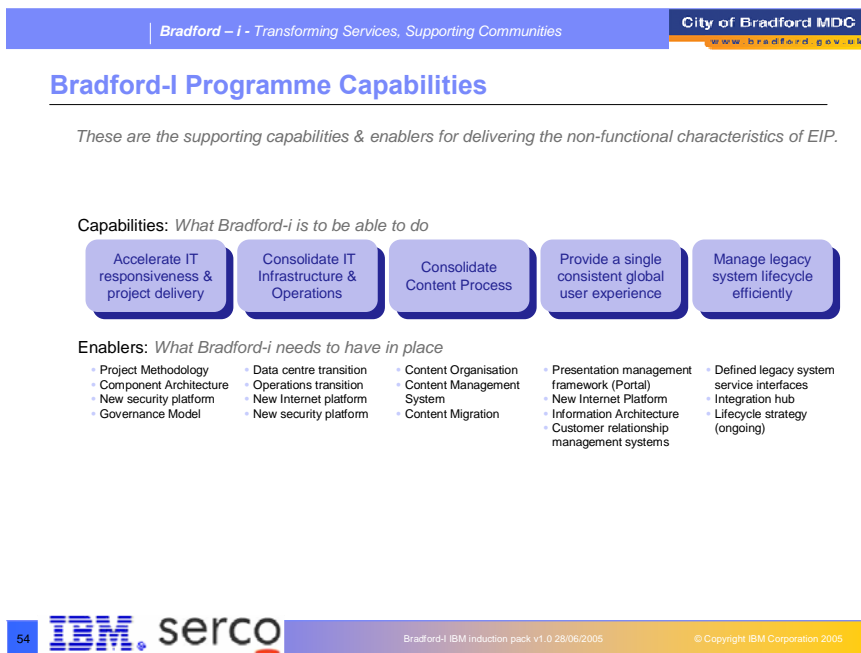 Bradford – i - Transforming Services, Supporting Communities
City of Bradford MDC
www.bradford.gov.uk
Bradford-I Programme Capabilities
These are the supporting capabilities & enablers for delivering the non-functional characteristics of EIP.
Capabilities: What Bradford-i is to be able to do
Accelerate IT
responsiveness &
project delivery
Consolidate IT
Infrastructure &
Operations
Consolidate
Content Process
Provide a single
consistent global
user experience
Manage legacy
system lifecycle
efficiently
Enablers: What Bradford-i needs to have in place
• Project Methodology
• Component Architecture
• New security platform
• Governance Model
• Data centre transition
• Operations transition
• New Internet platform
• New security platform
• Content Organisation
• Content Management
System
• Content Migration
• Presentation management
framework (Portal)
• New Internet Platform
• Information Architecture
• Customer relationship
management systems
• Defined legacy system
service interfaces
• Integration hub
• Lifecycle strategy
(ongoing)
54
IBM.
serco
Bradford-I IBM induction pack v1.0 28/06/2005
© Copyright IBM Corporation 2005